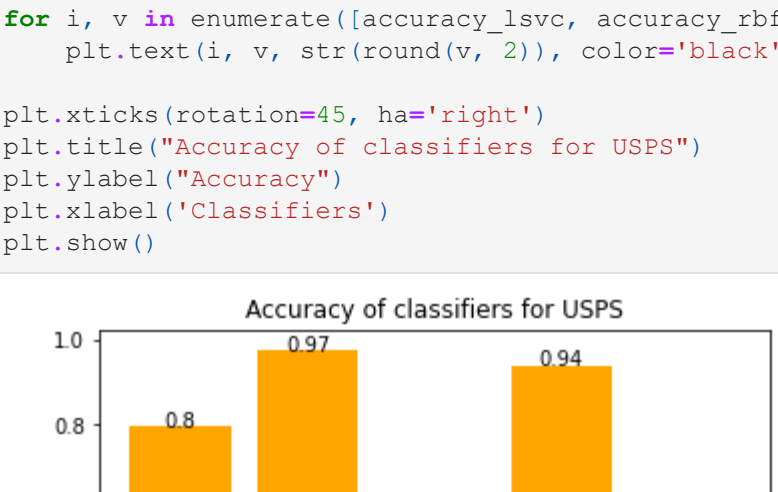 for i, v in enumerate([accuracy_lsvc, accuracy_rbf
plt.text(i, v, str(round(v, 2)), color='black'
plt.xticks(rotation=45, ha='right')
plt.title("Accuracy of classifiers for USPS")
plt.ylabel("Accuracy")
plt.xlabel('Classifiers')
plt.show()
Accuracy of classifiers for USPS
1.0
0.97
0.94
0.8
0.8